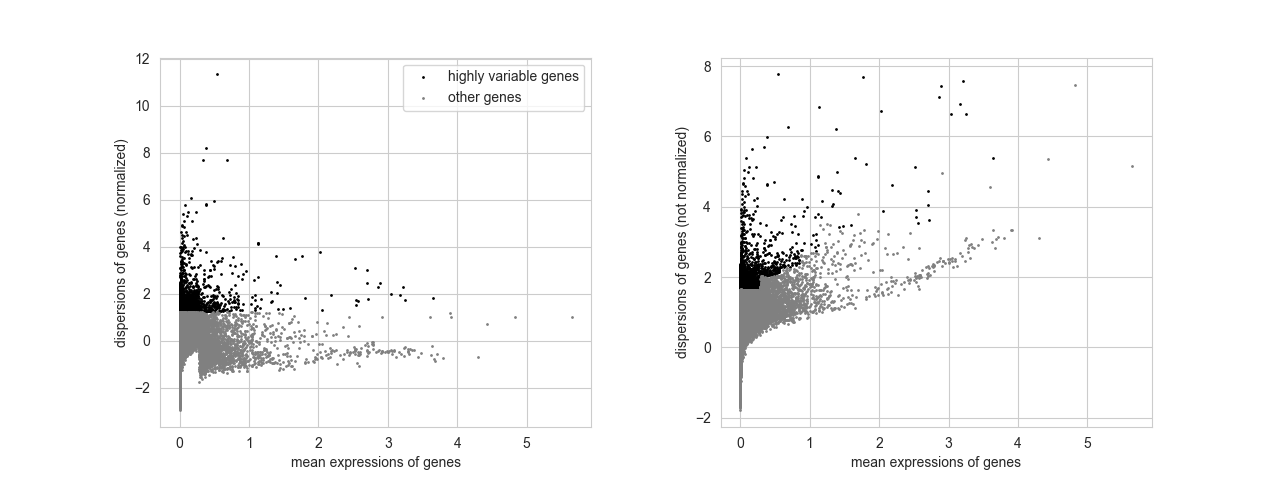 12
10
8
6
4
2
0
−2
dispersions of genes (normalized)
highly variable genes
other genes
0 1 2 3 4 5
mean expressions of genes
8
6
4
2
0
−2
dispersions of genes (not normalized)
0 1 2 3 4 5
mean expressions of genes